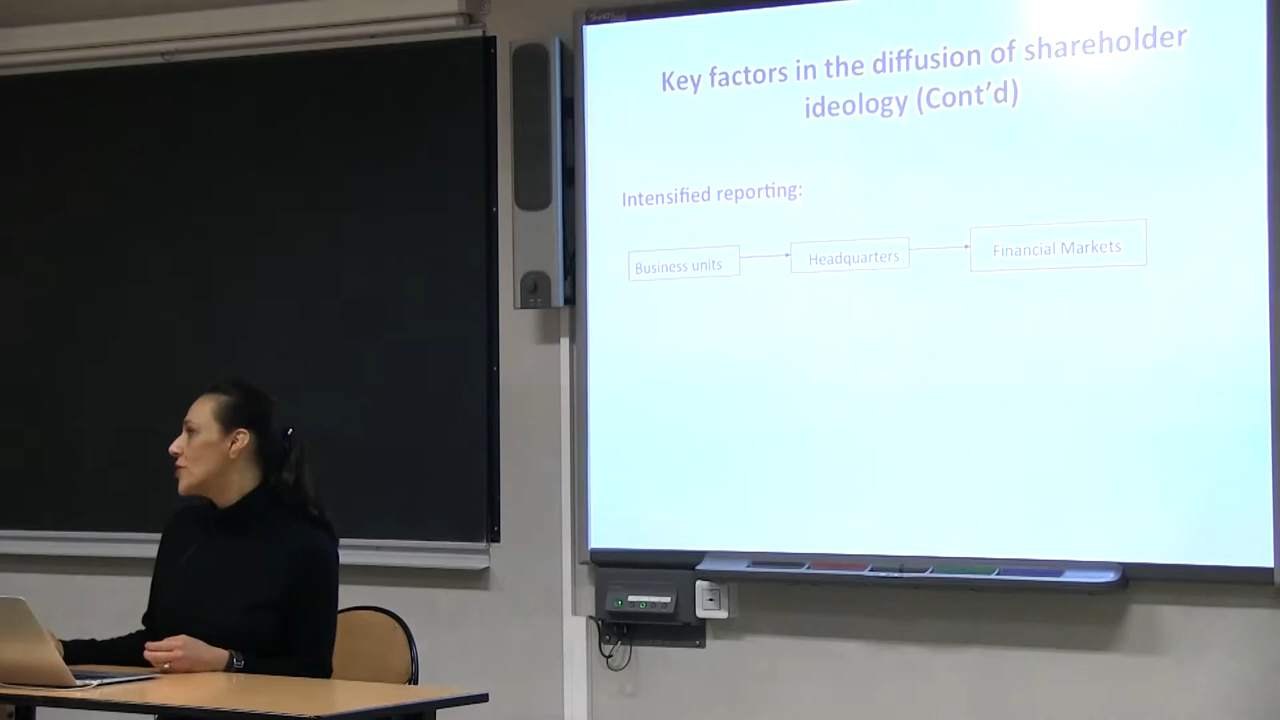 Key factors in the diffusion of shareholder
ideology (Cont'd)
Intensified reporting:
Business units
Headquarters
Financial Markets